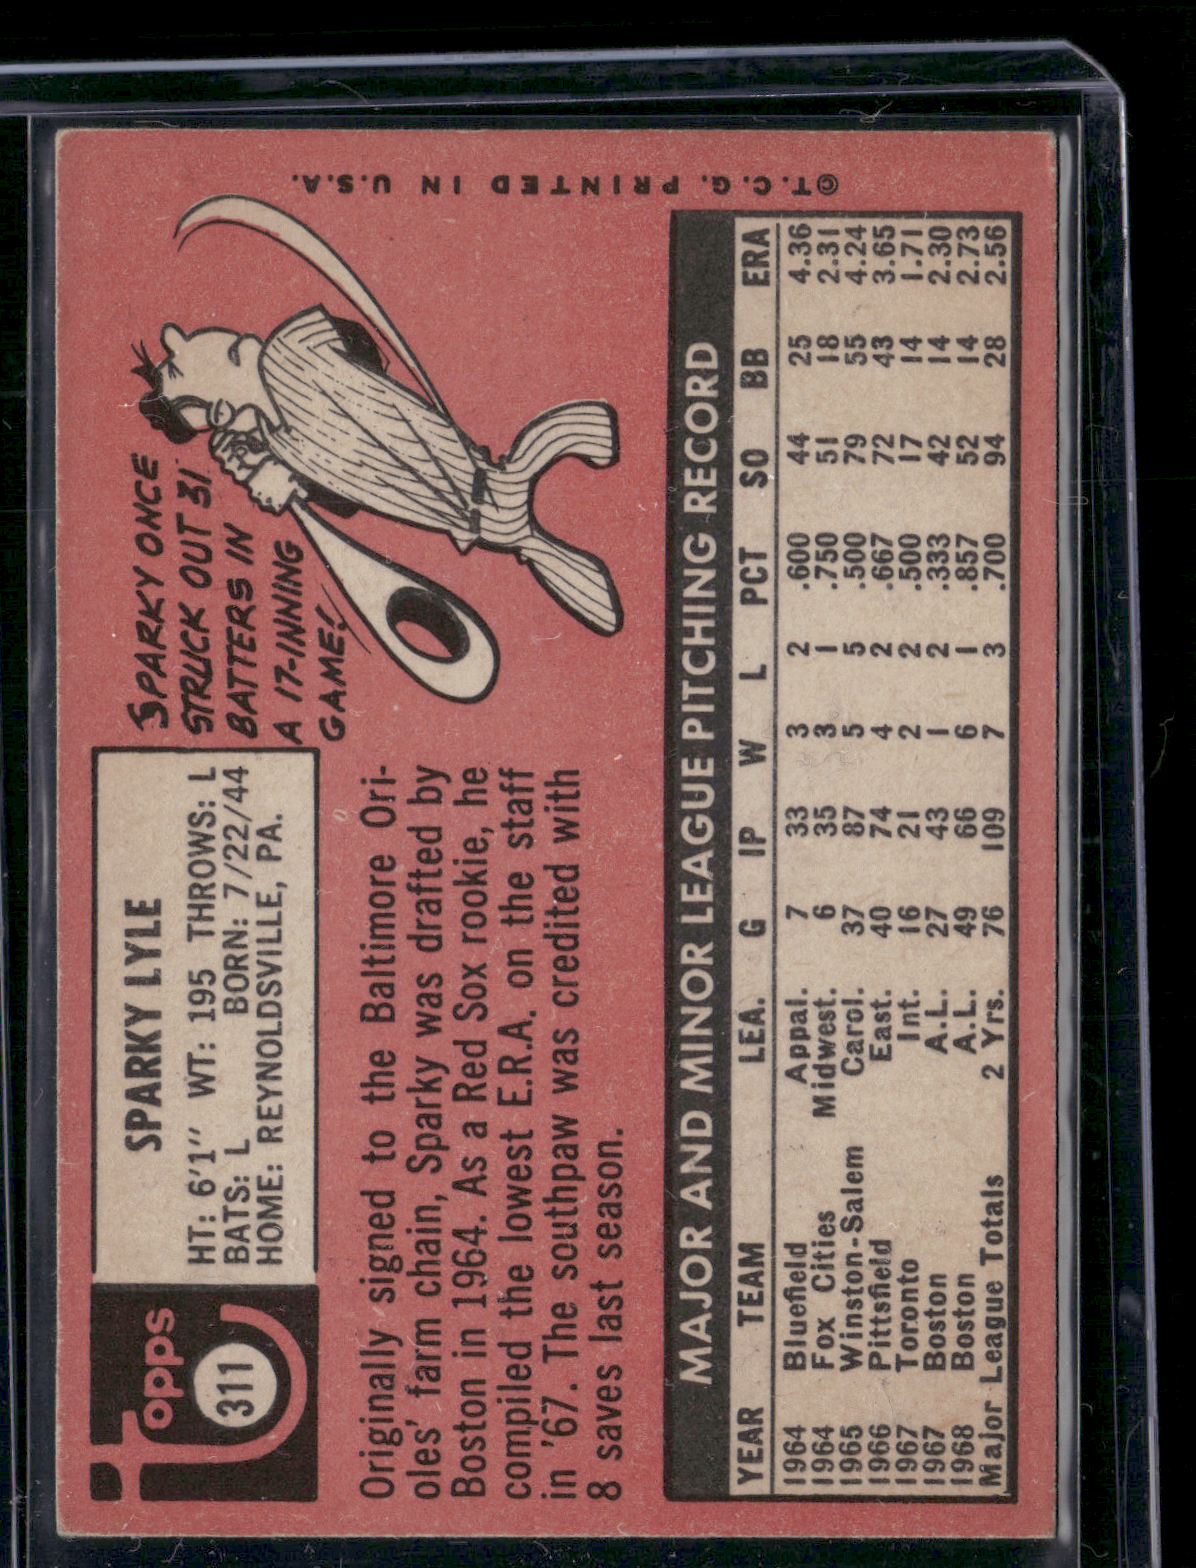 topps
311
SPARKY LYLE
HT: 6'1" WT: 195 THROWS: L
BATS: L BORN: 7/22/44
HOME: REYNOLDSVILLE, PA.
SPARKY ONCE
STRUCK OUT 31
BATTERS IN
A 17-INNING
GAME!
Originally signed to the Baltimore Ori-
oles' farm chain, Sparky was drafted by
Boston in 1964. As a Red Sox rookie, he
compiled the lowest E.R.A. on the staff
in '67. The southpaw was credited with
8 saves last season.
©T.C.G. PRINTED IN U.S.A.
MAJOR AND MINOR LEAGUE PITCHING RECORD
YEAR TEAM LEA. G IP W L PCT SO BB ERA
1964 Bluefield Appal. 7 33 3 2 .600 44 25 4.36
1964 Fox Cities Midwest. 6 35 3 1 .750 51 18 2.31
1965 Winston-Salem Carol. 37 87 5 5 .500 79 55 4.24
1966 Pittsfield East. 40 74 4 2 .667 72 43 3.65
1967 Toronto Int. 16 21 2 2 .500 17 14 1.71
1967 Boston A.L. 27 43 1 2 .333 42 14 2.30
1968 Boston A.L. 49 66 6 1 .857 52 14 2.73
Major League Totals 2 Yrs. 76 109 7 3 .700 94 28 2.56